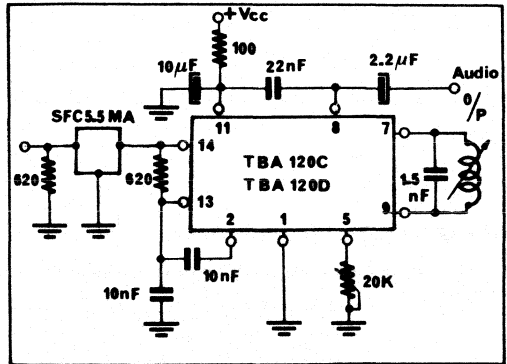 +Vcc
100
10µF
22nF
2.2µF
Audio
O/P
SFC5.5MA
11
8
7
14
TBA 120C
620
620
TBA 120D
1.5
nF
13
9
2
1
5
10nF
20K
10nF